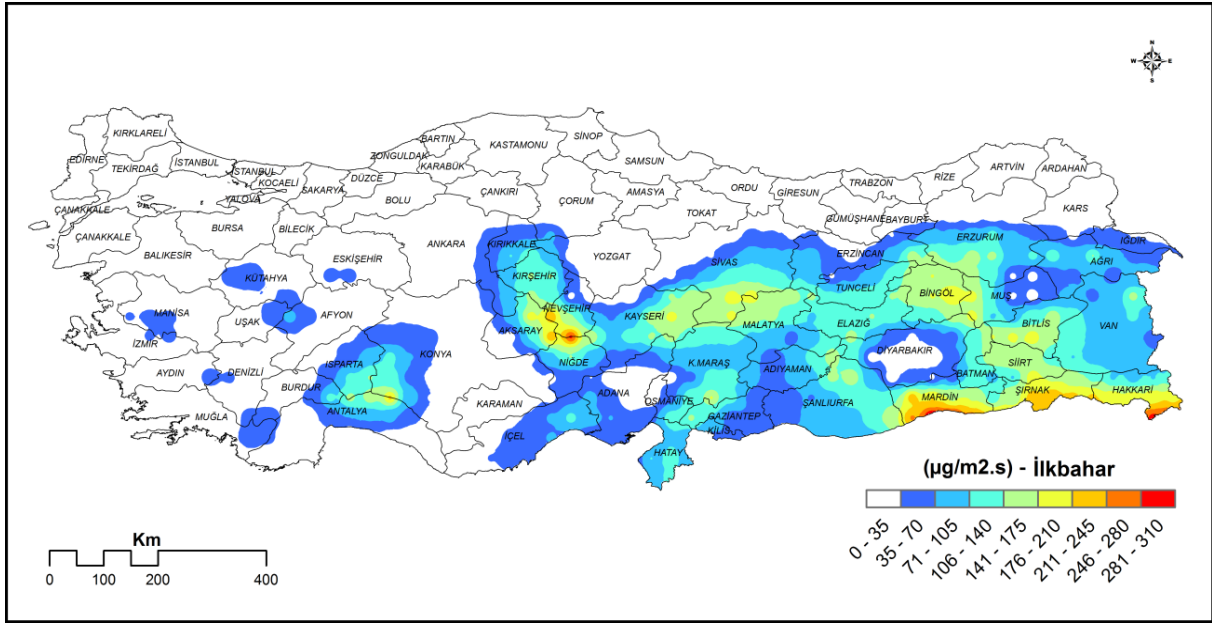 N
W E
S
KIRKLARELİ
EDİRNE
TEKİRDAĞ
İSTANBUL
İSTANBUL
KOCAELİ
YALOVA
SAKARYA
DÜZCE
ZONGULDAK
BARTIN
KARABÜK
KASTAMONU
SİNOP
SAMSUN
ORDU
GİRESUN
TRABZON
RİZE
ARTVİN
ARDAHAN
KARS
ÇANAKKALE
ÇANAKKALE
BALIKESİR
BURSA
BİLECİK
BOLU
ÇANKIRI
ÇORUM
AMASYA
TOKAT
GÜMÜŞHANE
BAYBURT
ERZURUM
IĞDIR
AĞRI
KÜTAHYA
ESKİŞEHİR
ANKARA
KIRIKKALE
KIRŞEHİR
YOZGAT
SİVAS
ERZİNCAN
TUNCELİ
BİNGÖL
MUŞ
MANİSA
İZMİR
UŞAK
AFYON
KONYA
AKSARAY
NEVŞEHİR
KAYSERİ
MALATYA
ELAZIĞ
BİTLİS
VAN
AYDIN
DENİZLİ
ISPARTA
BURDUR
NİĞDE
K.MARAŞ
ADIYAMAN
DİYARBAKIR
BATMAN
SİİRT
MUĞLA
ANTALYA
KARAMAN
İÇEL
ADANA
OSMANİYE
GAZİANTEP
KİLİS
ŞANLIURFA
MARDİN
ŞIRNAK
HAKKARİ
HATAY
(µg/m2.s) - İlkbahar
0 - 35
35 - 70
71 - 105
106 - 140
141 - 175
176 - 210
211 - 245
246 - 280
281 - 310
Km
0 100 200 400